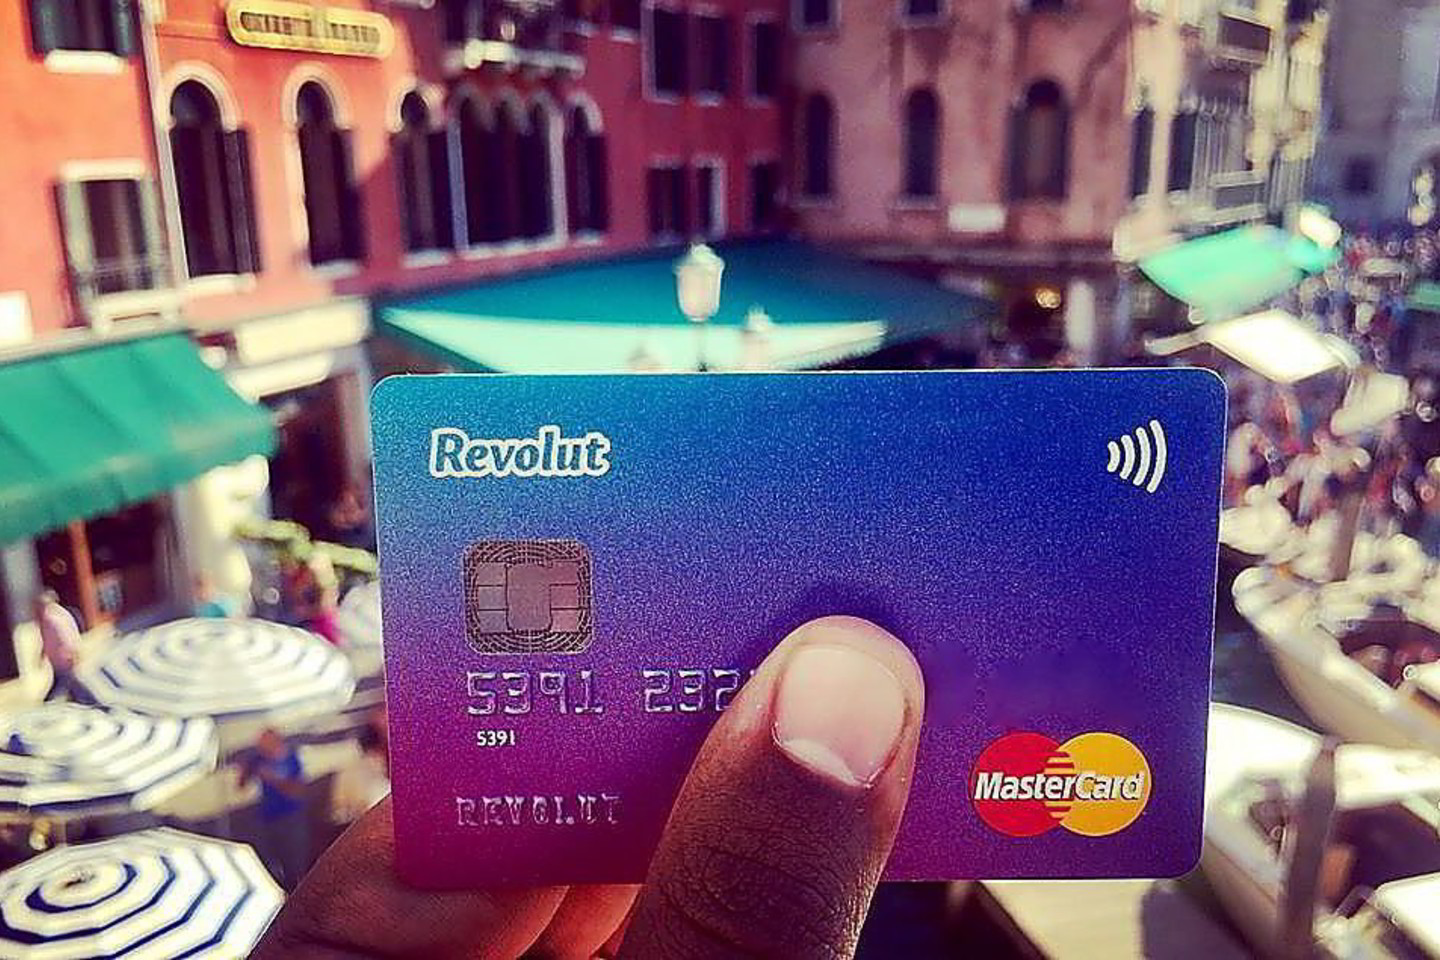 Revolut
5391 232
5391
REVOLUT
MasterCard